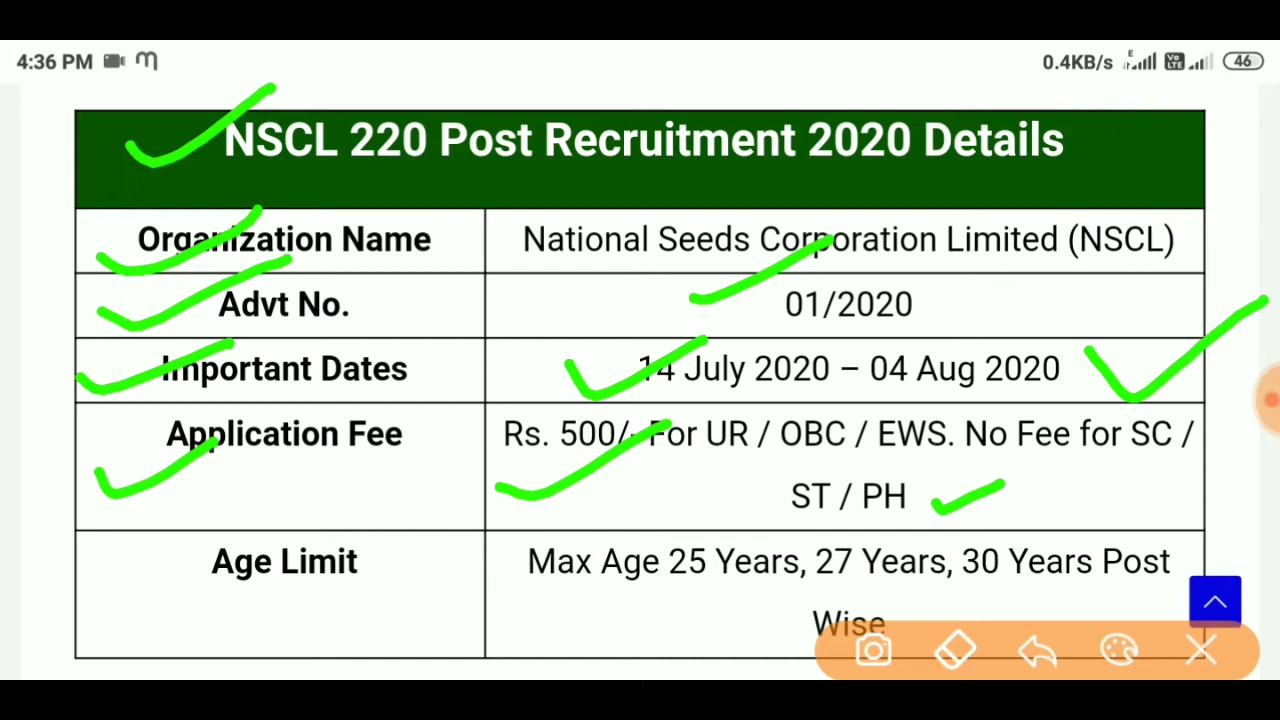 4:36 PM
0.4KB/s
46
NSCL 220 Post Recruitment 2020 Details
Organization Name
National Seeds Corporation Limited (NSCL)
Advt No.
01/2020
Important Dates
14 July 2020 – 04 Aug 2020
Application Fee
Rs. 500/- For UR / OBC / EWS. No Fee for SC /
ST / PH
Age Limit
Max Age 25 Years, 27 Years, 30 Years Post
Wise